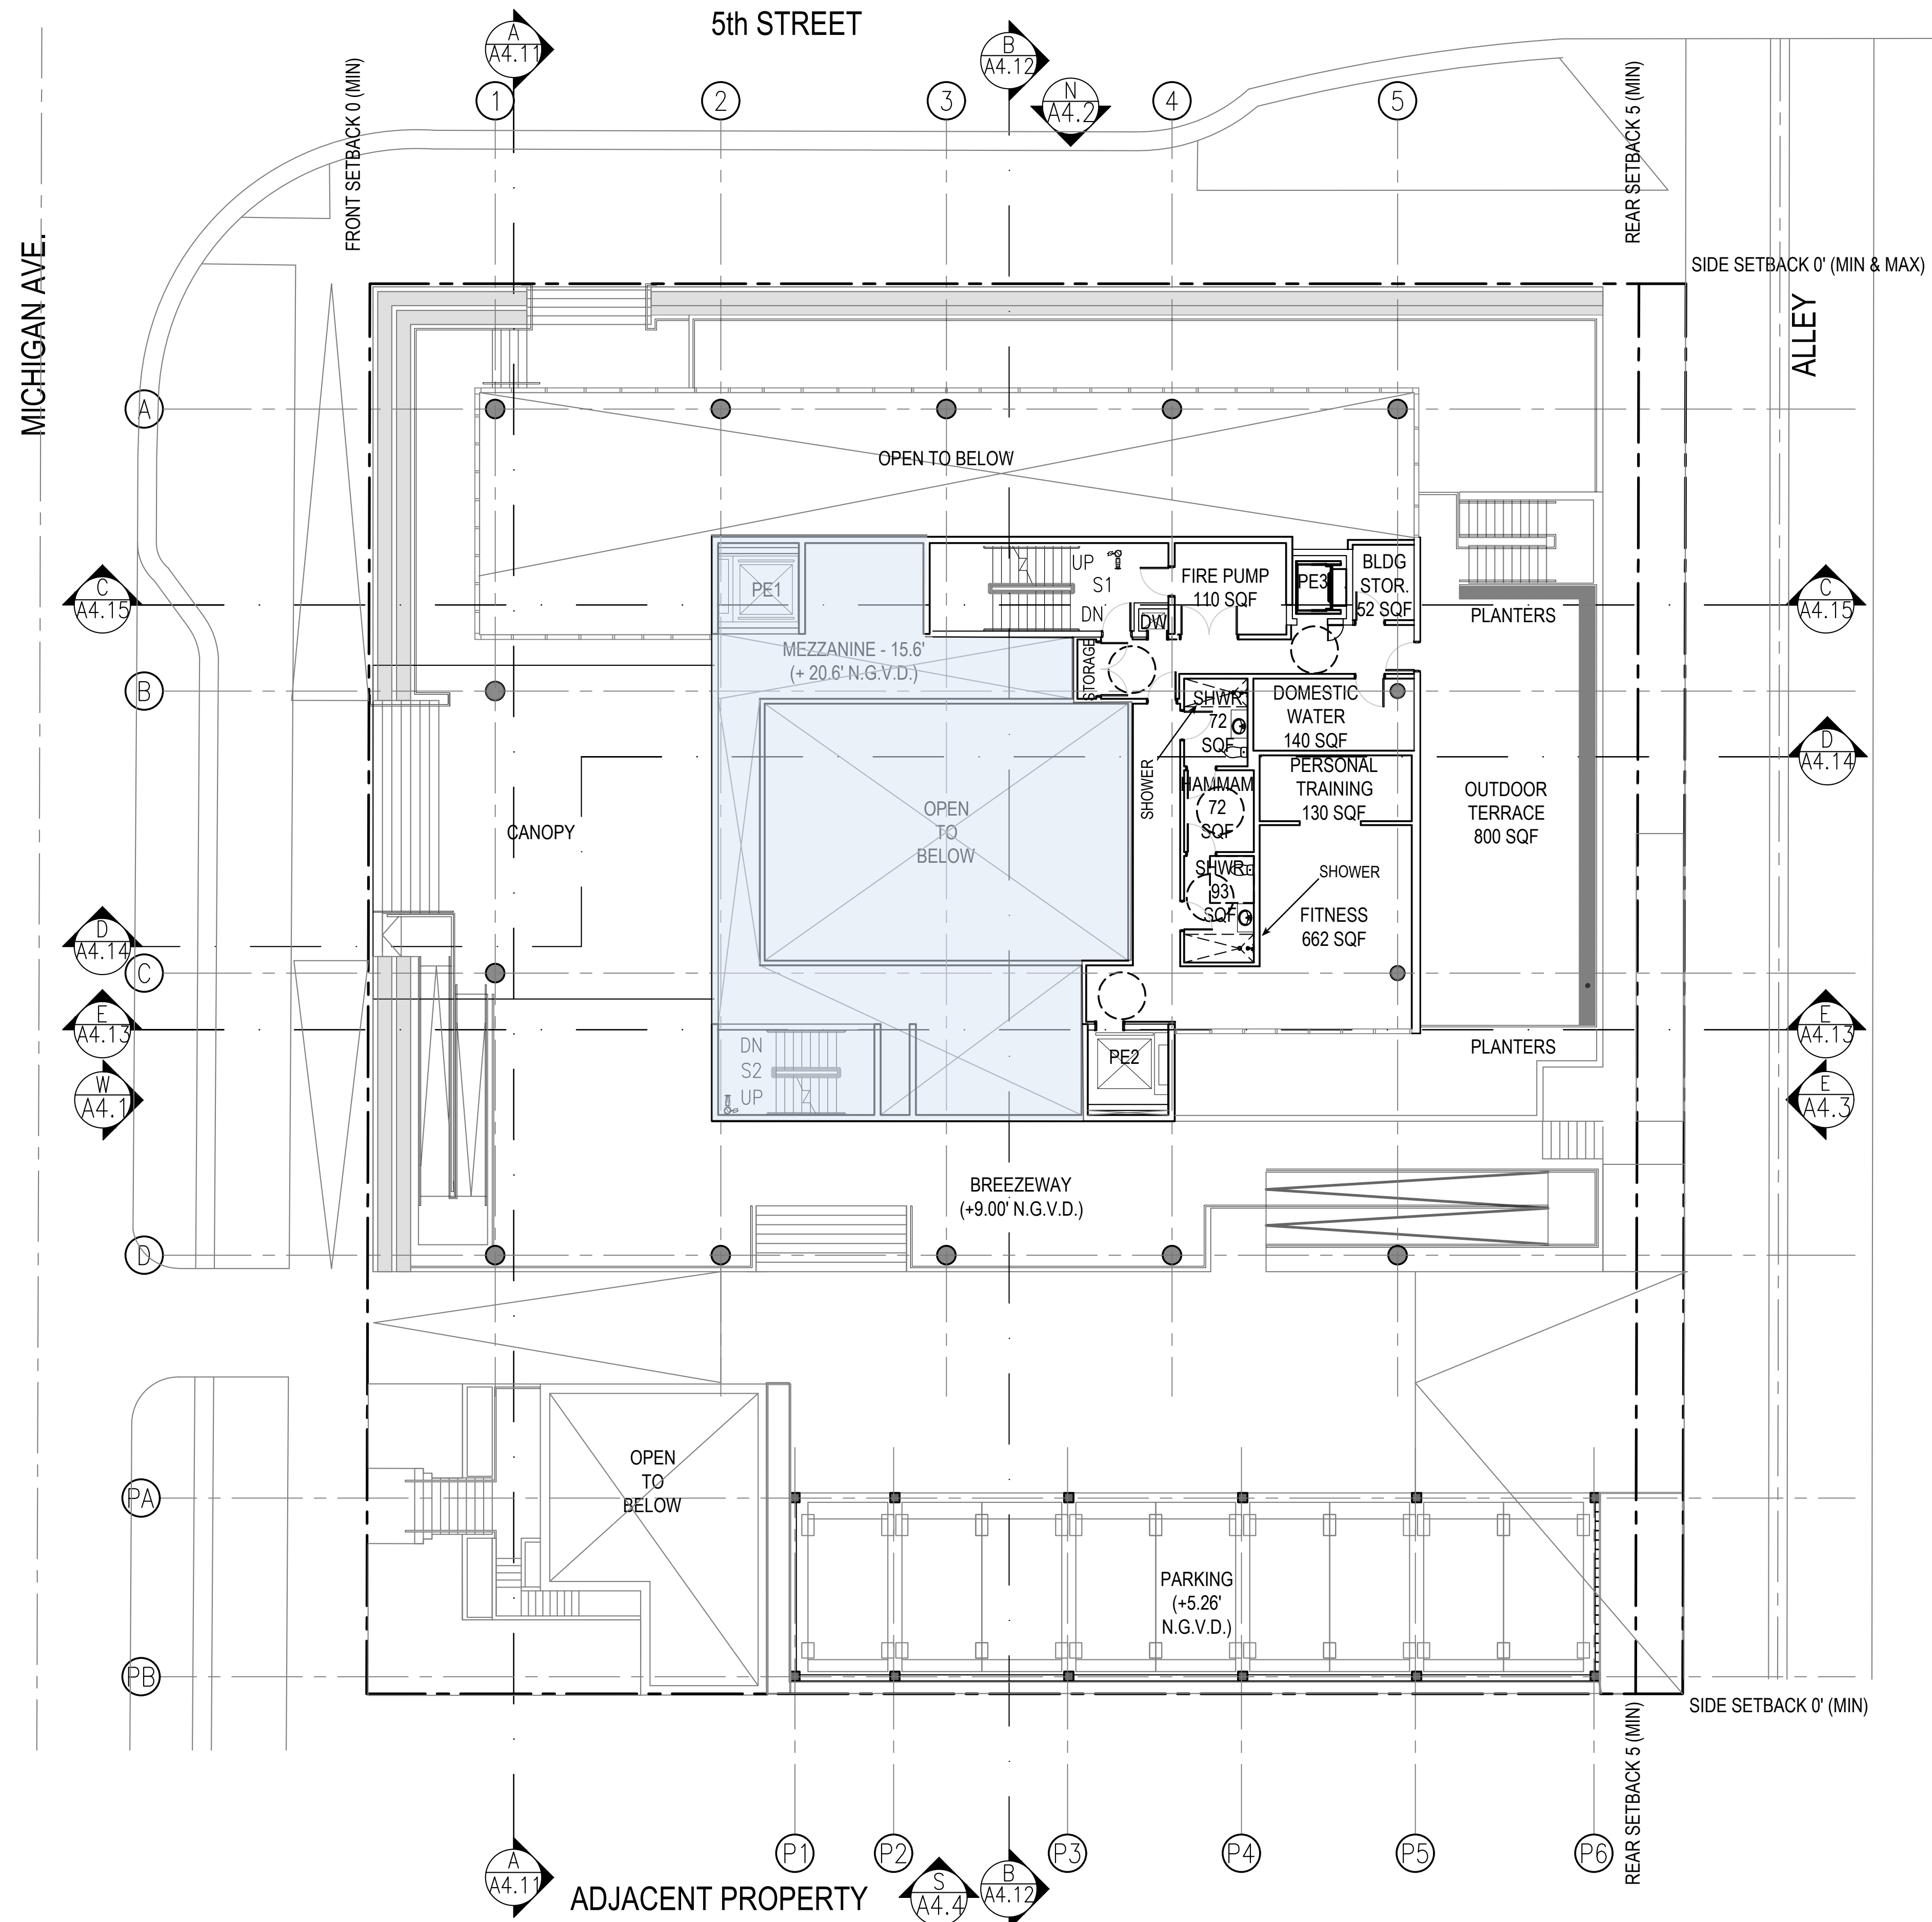 5th STREET
A
A4.11
B
A4.12
N
A4.2
1
2
3
4
5
FRONT SETBACK 0 (MIN)
REAR SETBACK 5 (MIN)
MICHIGAN AVE.
SIDE SETBACK 0' (MIN & MAX)
ALLEY
A
OPEN TO BELOW
C
A4.15
PE1
UP
S1
DN
DW
FIRE PUMP
110 SQF
PE3
BLDG
STOR.
52 SQF
PLANTERS
C
A4.15
MEZZANINE - 15.6'
(+ 20.6' N.G.V.D.)
STORAGE
B
SHWR
72
SQF
DOMESTIC
WATER
140 SQF
D
A4.14
SHOWER
HAMMAM
72
SQF
PERSONAL
TRAINING
130 SQF
OUTDOOR
TERRACE
800 SQF
CANOPY
OPEN
TO
BELOW
SHWR
93
SQF
SHOWER
FITNESS
662 SQF
D
A4.14
C
E
A4.13
E
A4.13
DN
S2
UP
PE2
PLANTERS
W
A4.1
E
A4.3
BREEZEWAY
(+9.00' N.G.V.D.)
D
OPEN
TO
BELOW
PA
PARKING
(+5.26'
N.G.V.D.)
PB
SIDE SETBACK 0' (MIN)
REAR SETBACK 5 (MIN)
P1
P2
P3
P4
P5
P6
A
A4.11
ADJACENT PROPERTY
S
A4.4
B
A4.12